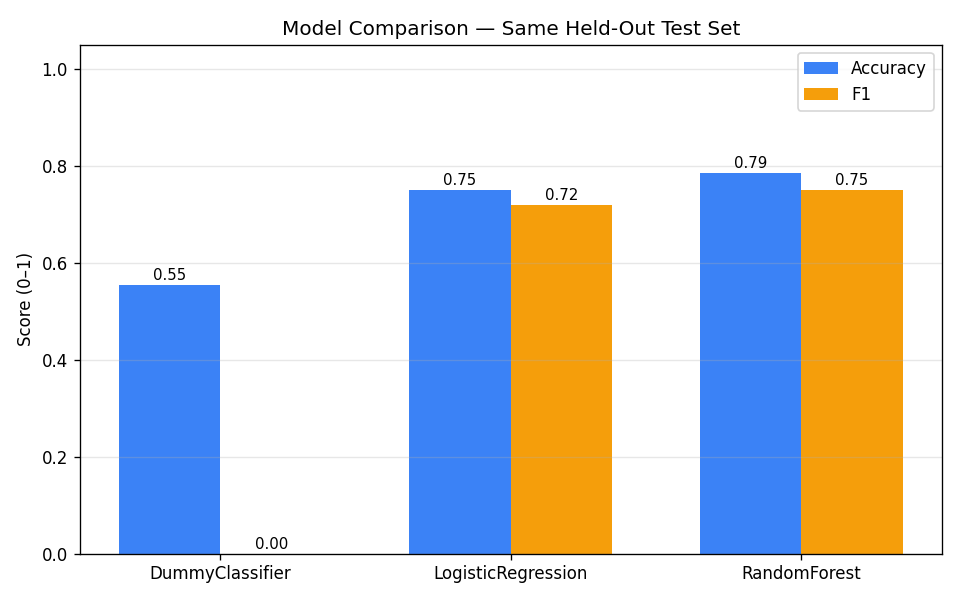 Model Comparison — Same Held-Out Test Set
Score (0–1)
1.0
0.8
0.6
0.4
0.2
0.0
Accuracy
F1
0.55
0.00
0.75
0.72
0.79
0.75
DummyClassifier
LogisticRegression
RandomForest